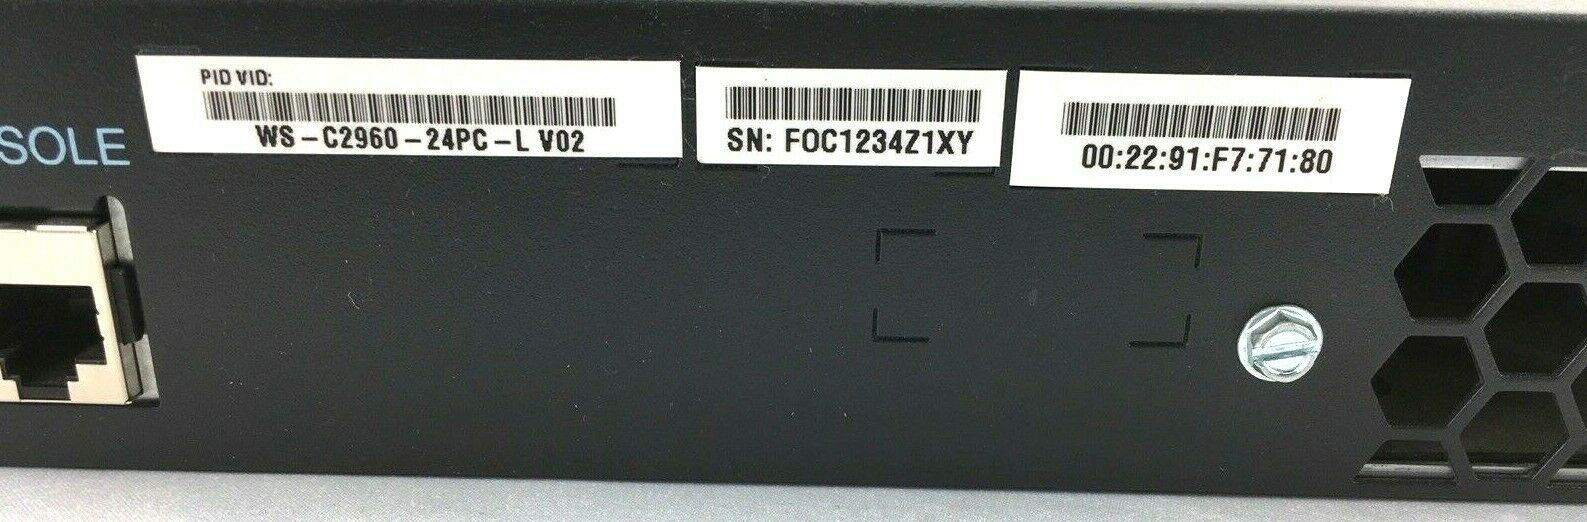 SOLE
PID VID:
WS-C2960-24PC-L V02
SN: FOC1234Z1XY
00:22:91:F7:71:80